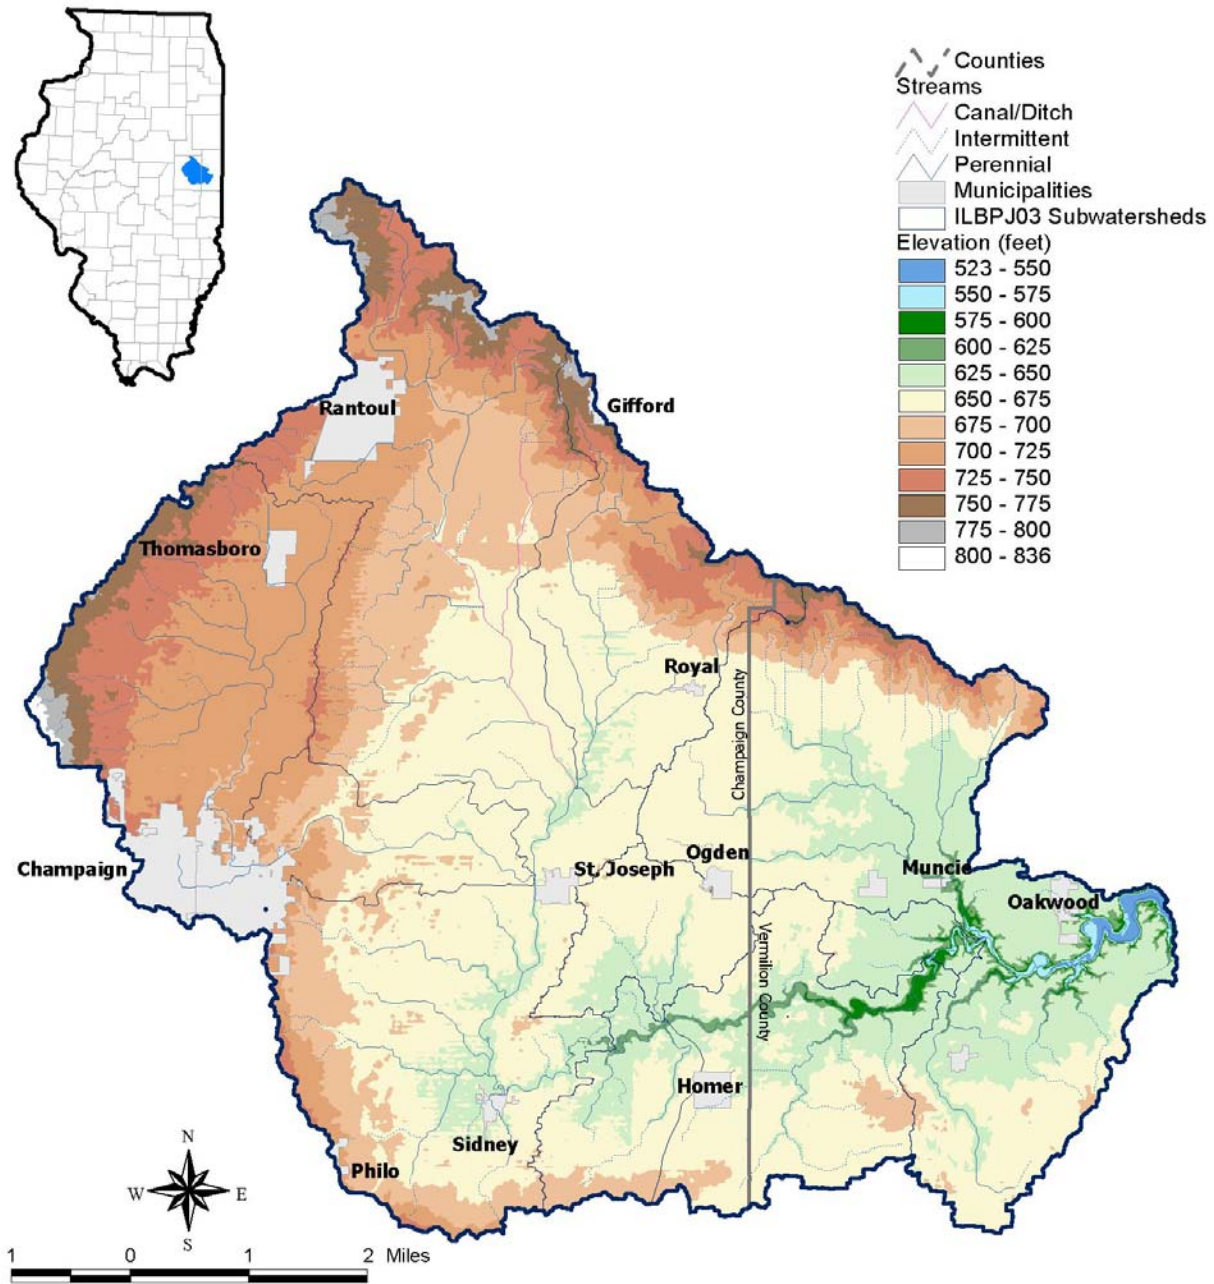 Counties
Streams
Canal/Ditch
Intermittent
Perennial
Municipalities
ILBPJ03 Subwatersheds
Elevation (feet)
523 - 550
550 - 575
575 - 600
600 - 625
625 - 650
650 - 675
675 - 700
700 - 725
725 - 750
750 - 775
775 - 800
800 - 836
Rantoul
Gifford
Thomasboro
Royal
Champaign County
Champaign
St. Joseph
Ogden
Muncie
Oakwood
Vermilion County
Homer
Sidney
Philo
N
W E
S
1 0 1 2 Miles